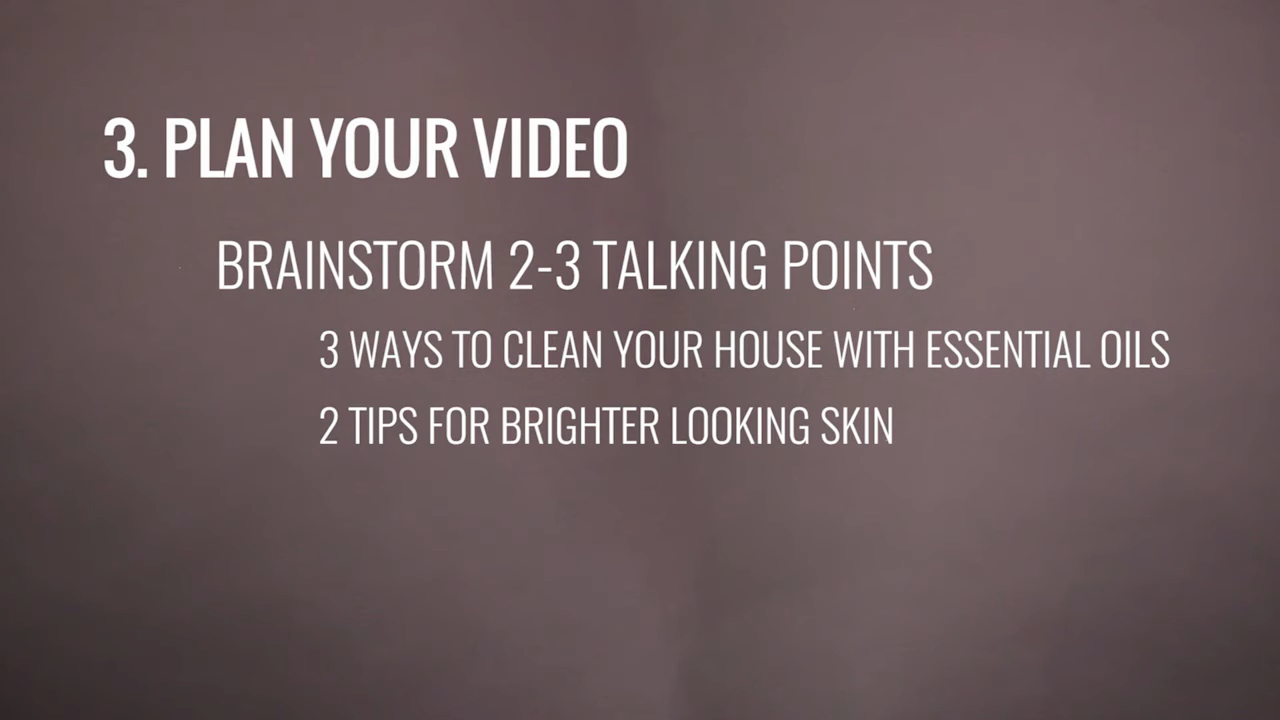 3. PLAN YOUR VIDEO
BRAINSTORM 2-3 TALKING POINTS
3 WAYS TO CLEAN YOUR HOUSE WITH ESSENTIAL OILS
2 TIPS FOR BRIGHTER LOOKING SKIN